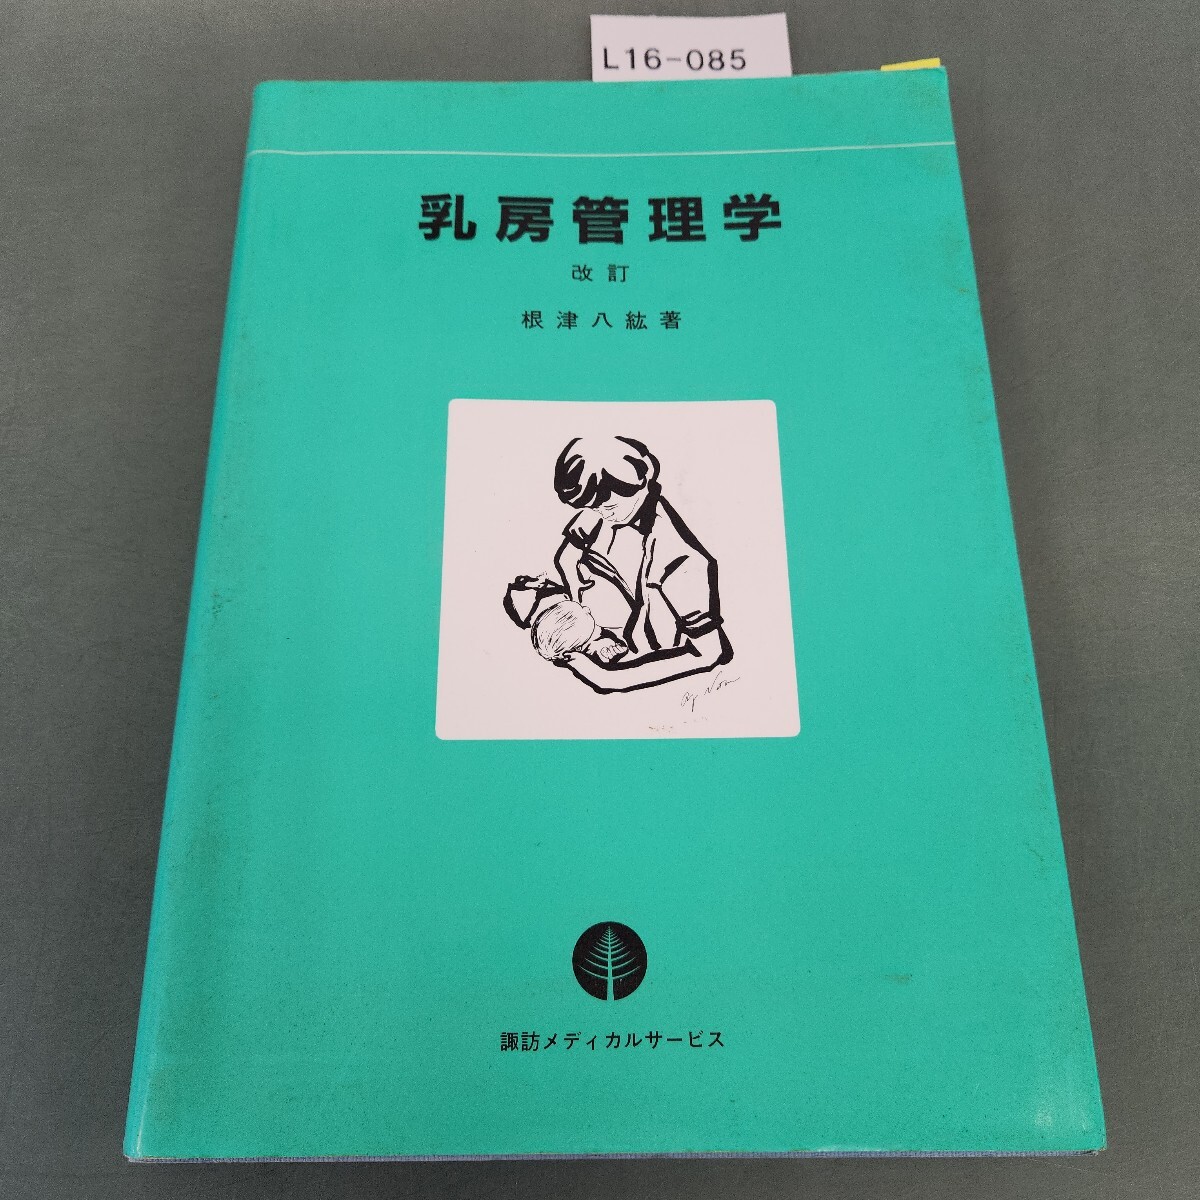 L16-085
乳房管理学
改訂
根津八紘著
諏訪メディカルサービス